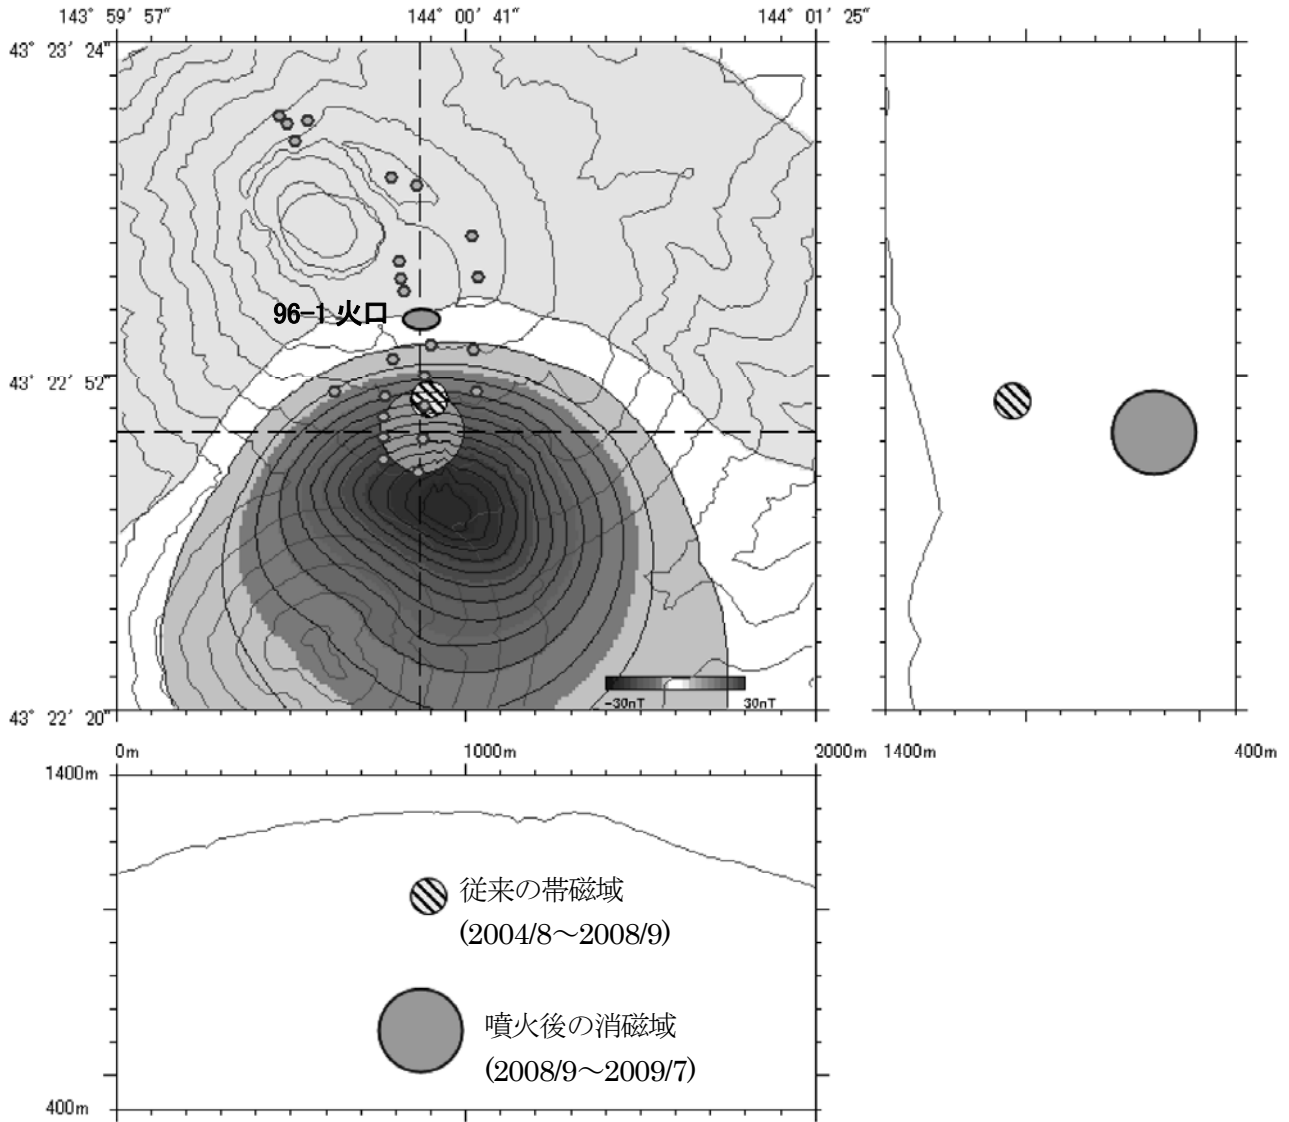 143° 59′ 57″ 144° 00′ 41″ 144° 01′ 25″
43° 23′ 24″
96-1 火口
43° 22′ 52″
-30nT 30nT
43° 22′ 20″
0m 1000m 2000m 1400m 400m
1400m
従来の帯磁域
(2004/8～2008/9)
噴火後の消磁域
(2008/9～2009/7)
400m